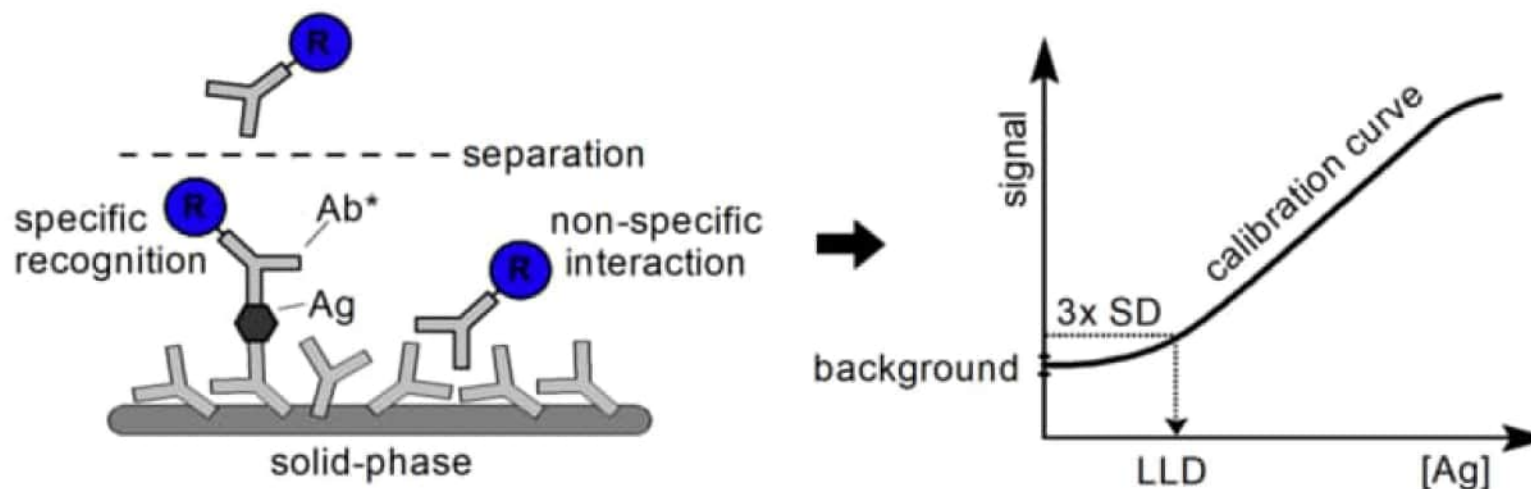 R
separation
R
Ab*
specific
recognition
non-specific
interaction
R
Ag
solid-phase
signal
calibration curve
3x SD
background
LLD
[Ag]